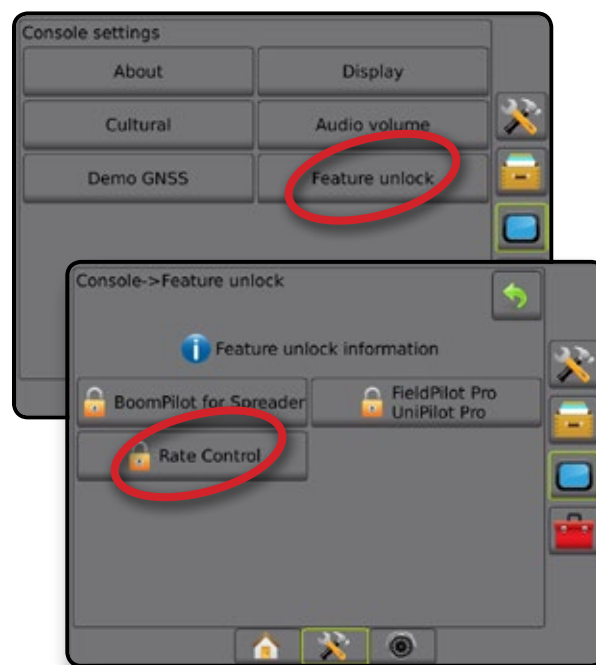 Console settings
About
Display
Cultural
Audio volume
Demo GNSS
Feature unlock
Console->Feature unlock
Feature unlock information
BoomPilot for Spreader
FieldPilot Pro
UniPilot Pro
Rate Control